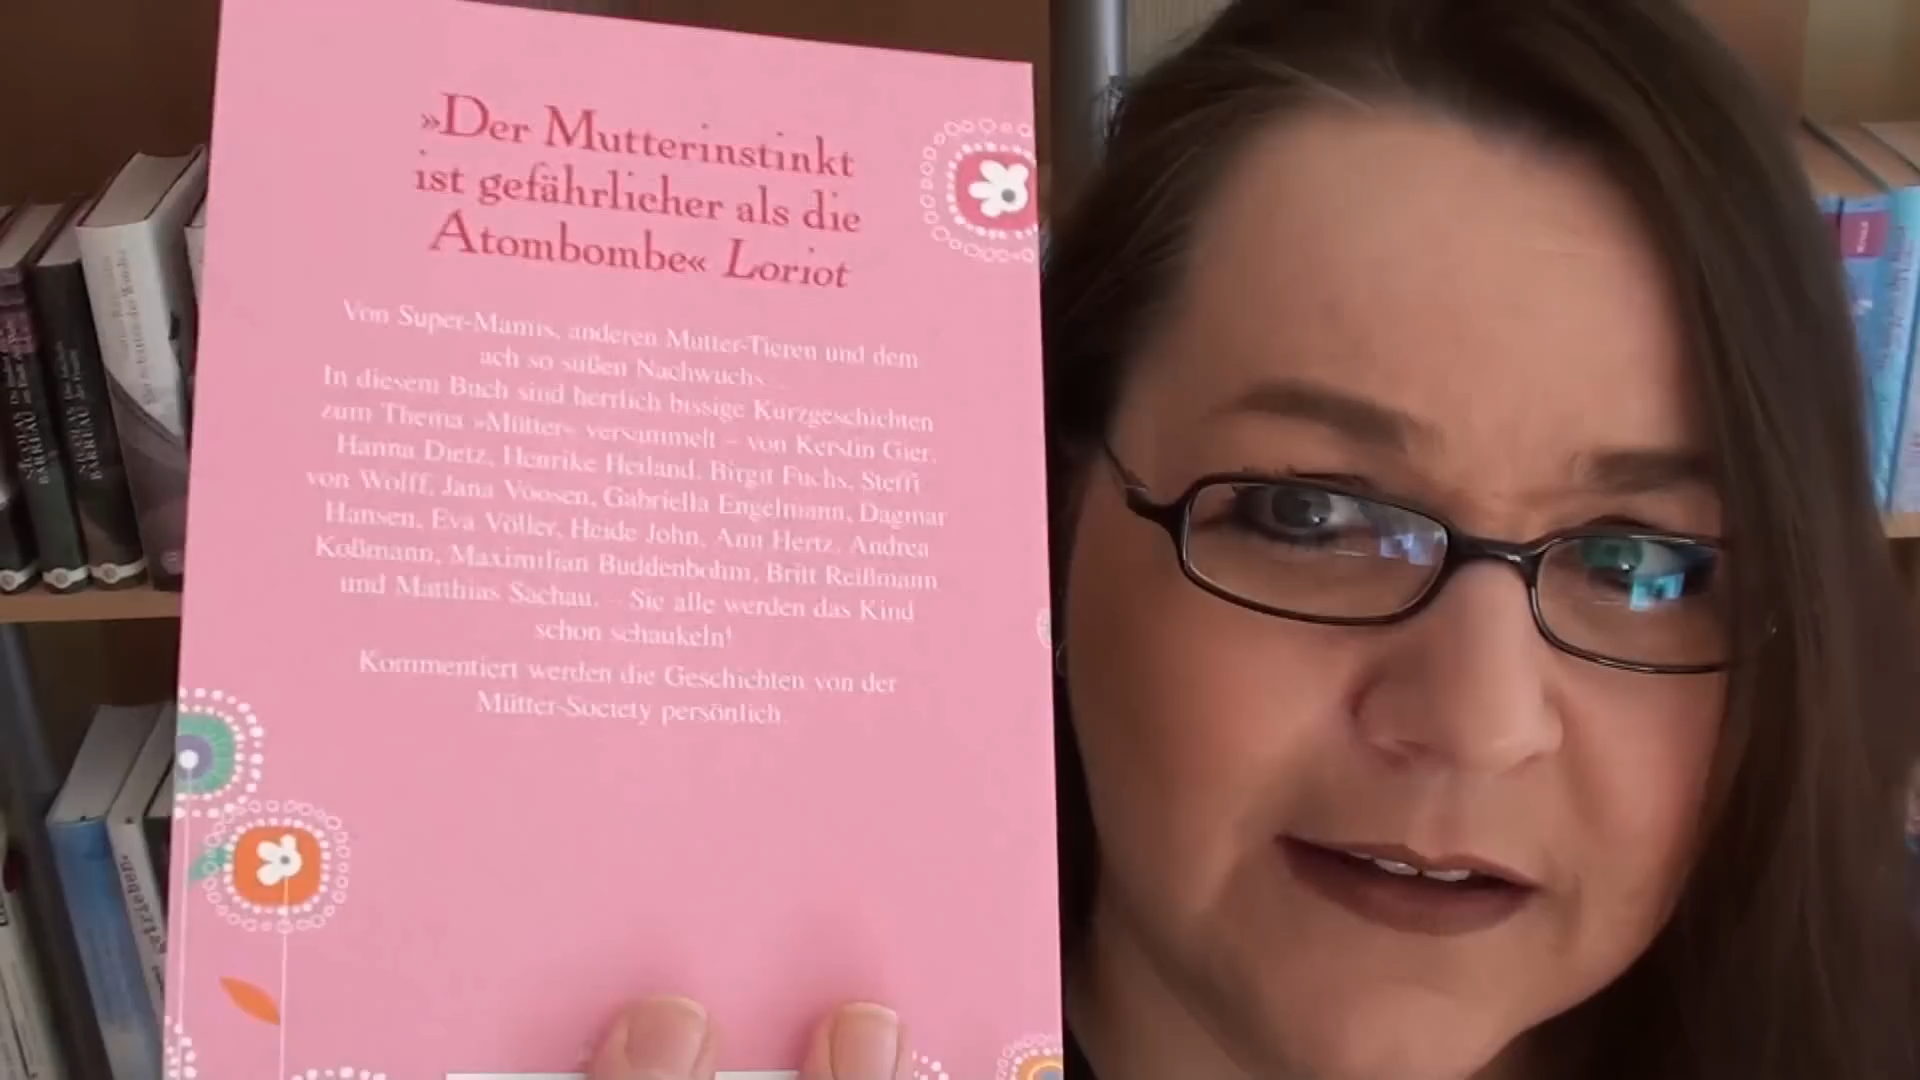 »Der Mutterinstinkt
ist gefährlicher als die
Atombombe« Loriot
Von Super-Mamis, anderen Mutter-Tieren und dem
ach so süßen Nachwuchs ...
In diesem Buch sind herrlich bissige Kurzgeschichten
zum Thema »Mütter« versammelt – von Kerstin Gier,
Hanna Dietz, Henrike Heiland, Birgit Fuchs, Steffi
von Wolff, Jana Voosen, Gabriella Engelmann, Dagmar
Hansen, Eva Völler, Heide John, Ann Hertz, Andrea
Koßmann, Maximilian Buddenbohm, Britt Reißmann
und Matthias Sachau. – Sie alle werden das Kind
schon schaukeln!
Kommentiert werden die Geschichten von der
Mütter-Society persönlich.
BARREAU
BARREAU